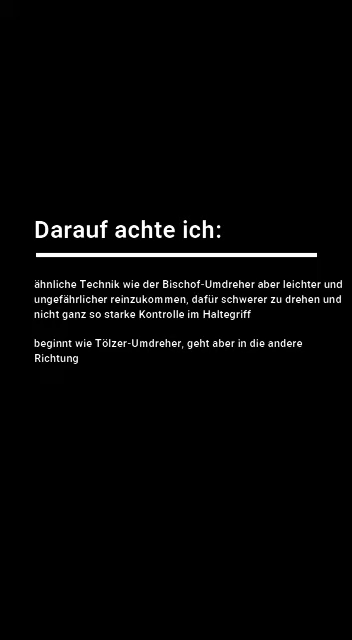 Darauf achte ich:
ähnliche Technik wie der Bischof-Umdreher aber leichter und
ungefährlicher reinzukommen, dafür schwerer zu drehen und
nicht ganz so starke Kontrolle im Haltegriff
beginnt wie Tölzer-Umdreher, geht aber in die andere
Richtung